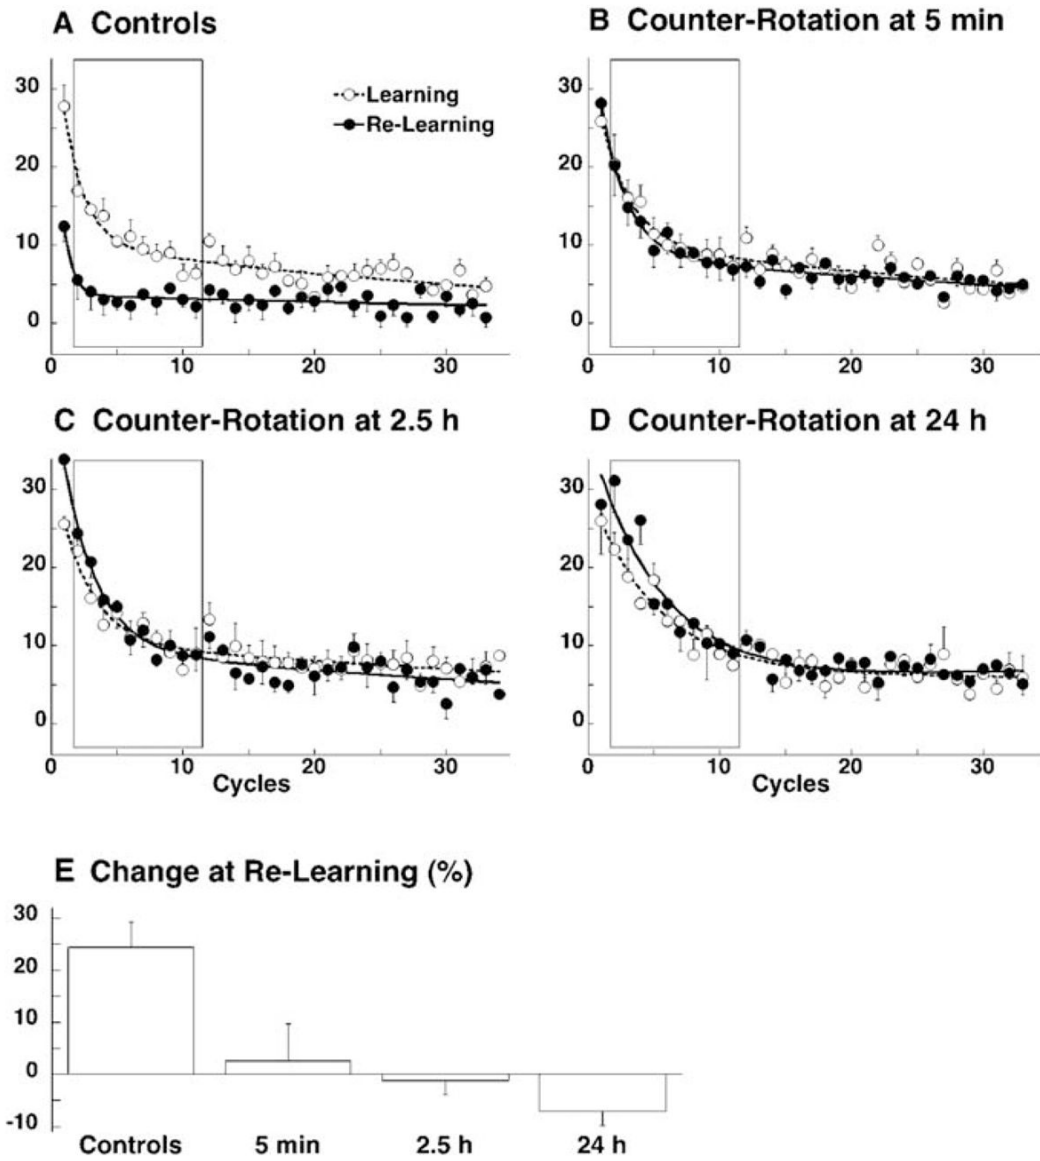 A Controls
B Counter-Rotation at 5 min
30
20
10
0
0 10 20 30
Learning
Re-Learning
30
20
10
0
0 10 20 30
C Counter-Rotation at 2.5 h
D Counter-Rotation at 24 h
30
20
10
0
0 10 20 30
Cycles
30
20
10
0
0 10 20 30
Cycles
E Change at Re-Learning (%)
30
20
10
0
-10
Controls 5 min 2.5 h 24 h